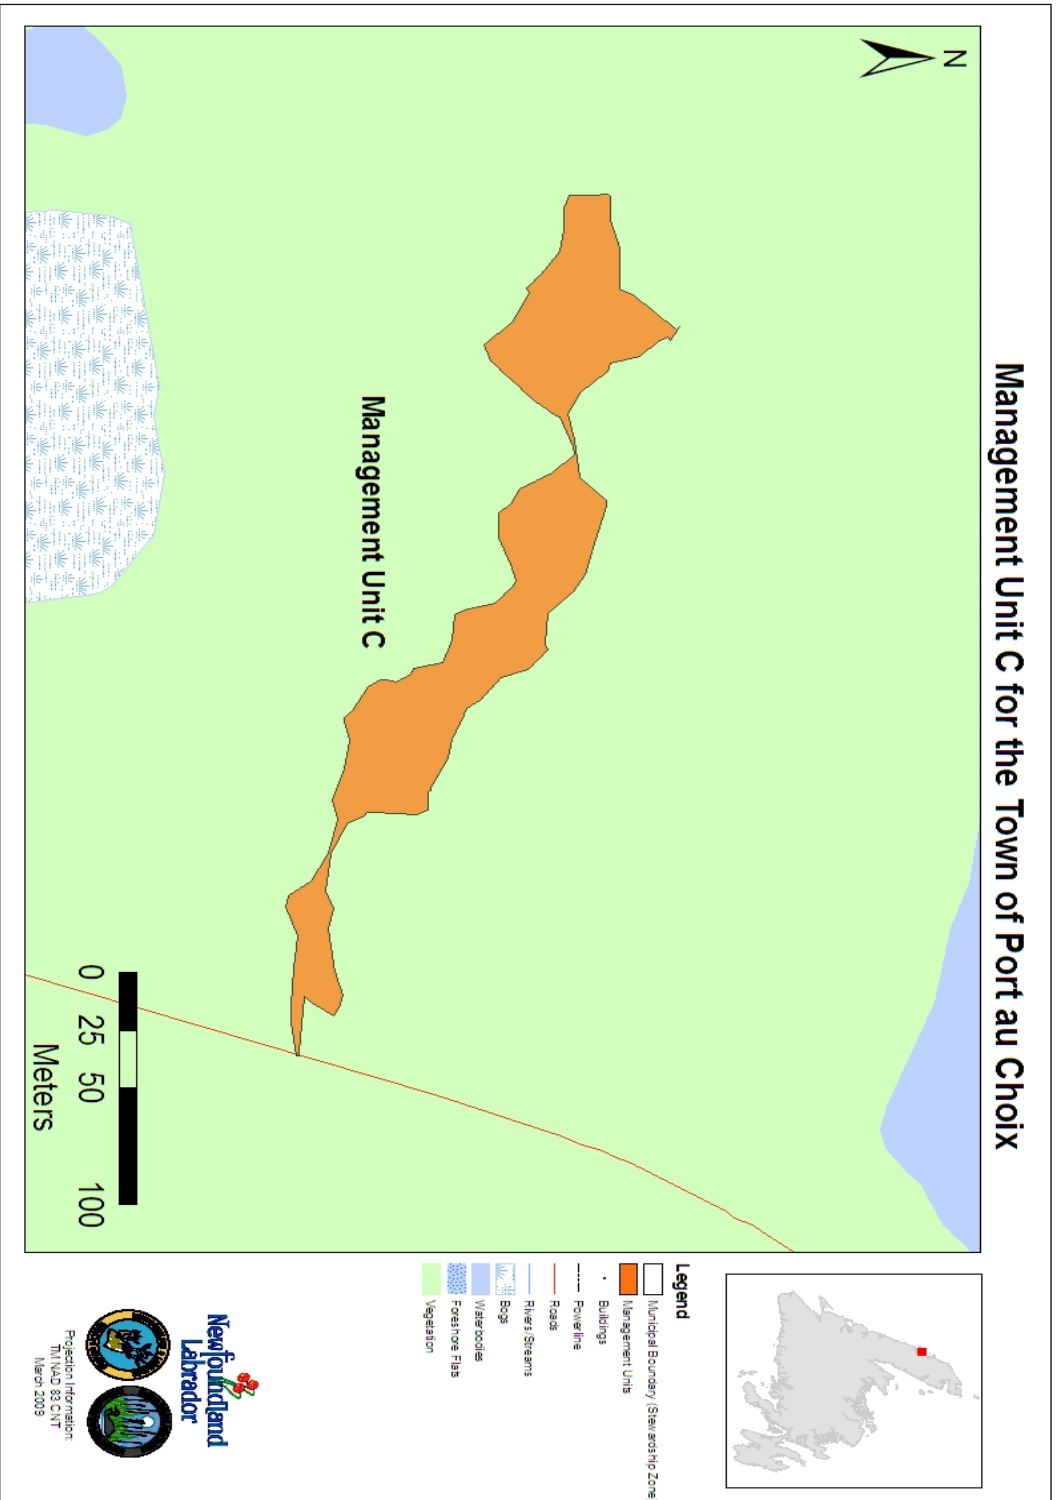 Management Unit C for the Town of Port au Choix
N
Management Unit C
0 25 50 100
Meters
Legend
Municipal Boundary (Stewardship Zone
Management Units
Buildings
Powerline
Roads
Rivers/Streams
Bogs
Waterbodies
Foreshore Flats
Vegetation
Newfoundland
Labrador
Projection Information:
TM NAD 83 CNT
March 2009